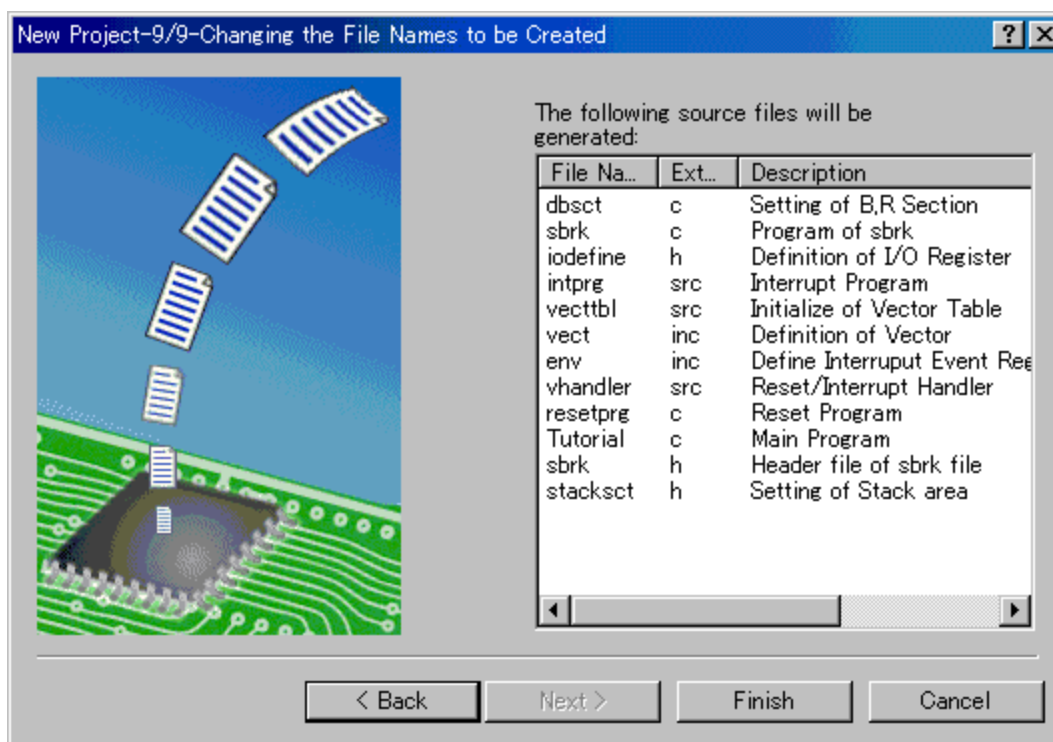 New Project-9/9-Changing the File Names to be Created
The following source files will be
generated:
File Na... Ext... Description
dbsct c Setting of B,R Section
sbrk c Program of sbrk
iodefine h Definition of I/O Register
intprg src Interrupt Program
vecttbl src Initialize of Vector Table
vect inc Definition of Vector
env inc Define Interruput Event Reg
vhandler src Reset/Interrupt Handler
resetprg c Reset Program
Tutorial c Main Program
sbrk h Header file of sbrk file
stacksct h Setting of Stack area
< Back Next > Finish Cancel